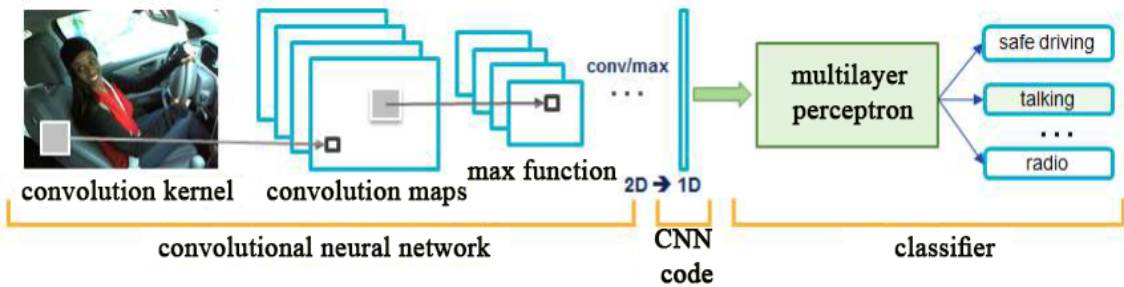 convolution kernel
convolution maps
max function
conv/max
...
2D → 1D
multilayer
perceptron
safe driving
talking
...
radio
convolutional neural network
CNN
code
classifier